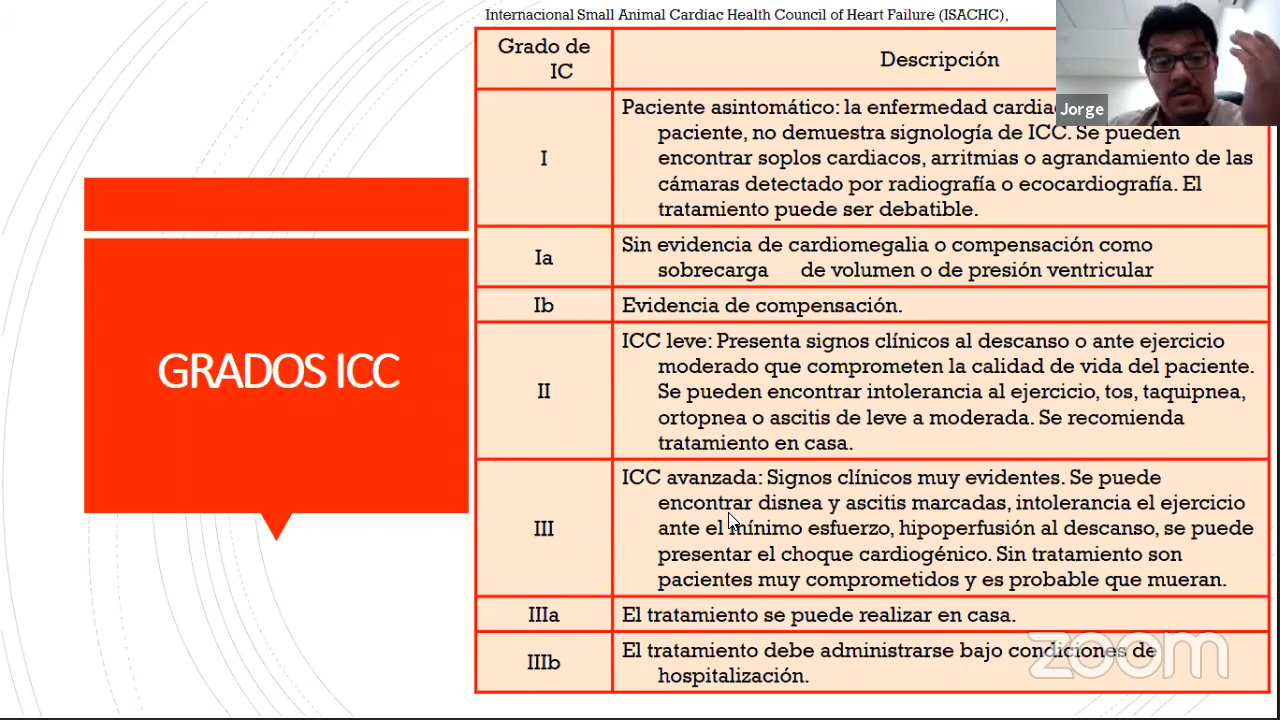 Internacional Small Animal Cardiac Health Council of Heart Failure (ISACHC),
Grado de
IC
Descripción
Jorge
I
Paciente asintomático: la enfermedad
paciente, no demuestra signología de ICC. Se pueden
encontrar soplos cardiacos, arritmias o agrandamiento de las
cámaras detectado por radiografía o ecocardiografía. El
tratamiento puede ser debatible.
Ia
Sin evidencia de cardiomegalia o compensación como
sobrecarga de volumen o de presión ventricular
Ib
Evidencia de compensación.
GRADOS ICC
II
ICC leve: Presenta signos clínicos al descanso o ante ejercicio
moderado que comprometen la calidad de vida del paciente.
Se pueden encontrar intolerancia al ejercicio, tos, taquipnea,
ortopnea o ascitis de leve a moderada. Se recomienda
tratamiento en casa.
III
ICC avanzada: Signos clínicos muy evidentes. Se puede
encontrar disnea y ascitis marcadas, intolerancia el ejercicio
ante el mínimo esfuerzo, hipoperfusión al descanso, se puede
presentar el choque cardiogénico. Sin tratamiento son
pacientes muy comprometidos y es probable que mueran.
IIIa
El tratamiento se puede realizar en casa.
IIIb
El tratamiento debe administrarse bajo condiciones de
hospitalización.
zoom